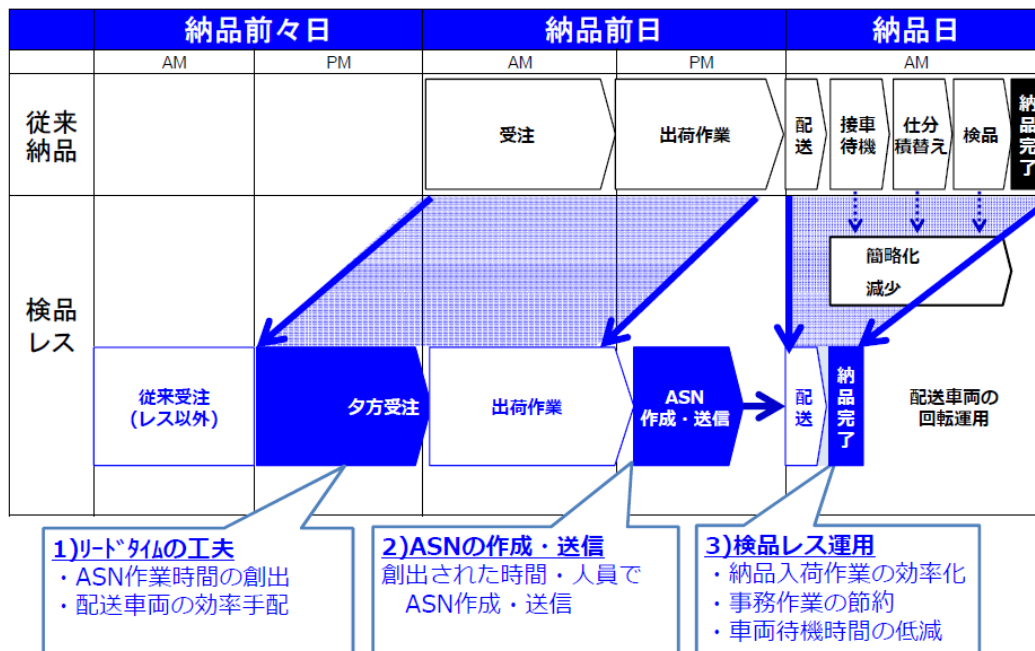 納品前々日
納品前日
納品日
AM
PM
AM
PM
AM
従来
納品
受注
出荷作業
配送
接車
待機
仕分
積替え
検品
納品完了
検品
レス
簡略化
減少
従来受注
(レス以外)
夕方受注
出荷作業
ASN
作成・送信
配送
納品完了
配送車両の
回転運用
1)ﾘｰﾄﾞﾀｲﾑの工夫
・ASN作業時間の創出
・配送車両の効率手配
2)ASNの作成・送信
創出された時間・人員で
ASN作成・送信
3)検品レス運用
・納品入荷作業の効率化
・事務作業の節約
・車両待機時間の低減